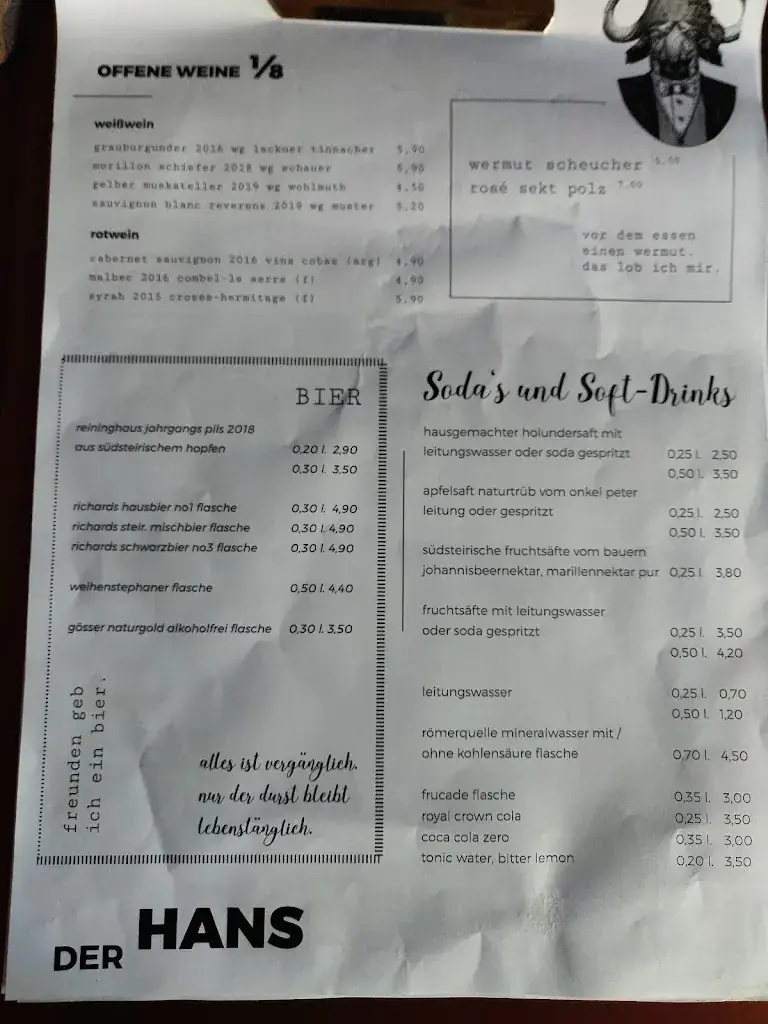 OFFENE WEINE 1/8
weißwein
grauburgunder 2016 wg lackner tinnacher 5,90
morillon schiefer 2018 wg schauer 6,90
gelber muskateller 2019 wg wohlmuth 4,50
sauvignon blanc reverenz 2019 wg muster 5,20
rotwein
cabernet sauvignon 2016 vina cobas (arg) 4,90
malbec 2016 combel-la serre (f) 4,90
syrah 2015 crozes-hermitage (f) 5,90
wermut scheucher 5,50
rosé sekt polz 7,60
vor dem essen
einen wermut.
das lob ich mir.
BIER
reininghaus jahrgangs pils 2018
aus südsteirischem hopfen 0,20 l. 2,90
0,30 l. 3,50
richards hausbier no1 flasche 0,30 l. 4,90
richards steir. mischbier flasche 0,30 l. 4,90
richards schwarzbier no3 flasche 0,30 l. 4,90
weihenstephaner flasche 0,50 l. 4,40
gösser naturgold alkoholfrei flasche 0,30 l. 3,50
freunden geb
ich ein bier.
alles ist vergänglich.
nur der durst bleibt
lebenslänglich.
Soda's und Soft-Drinks
hausgemachter holundersaft mit
leitungswasser oder soda gespritzt 0,25 l. 2,50
0,50 l. 3,50
apfelsaft naturtrüb vom onkel peter
leitung oder gespritzt 0,25 l. 2,50
0,50 l. 3,50
südsteirische fruchtsäfte vom bauern
johannisbeernektar, marillennektar pur 0,25 l. 3,80
fruchtsäfte mit leitungswasser
oder soda gespritzt 0,25 l. 3,50
0,50 l. 4,20
leitungswasser 0,25 l. 0,70
0,50 l. 1,20
römerquelle mineralwasser mit /
ohne kohlensäure flasche 0,70 l. 4,50
frucade flasche 0,35 l. 3,00
royal crown cola 0,25 l. 3,50
coca cola zero 0,35 l. 3,00
tonic water, bitter lemon 0,20 l. 3,50
DER HANS